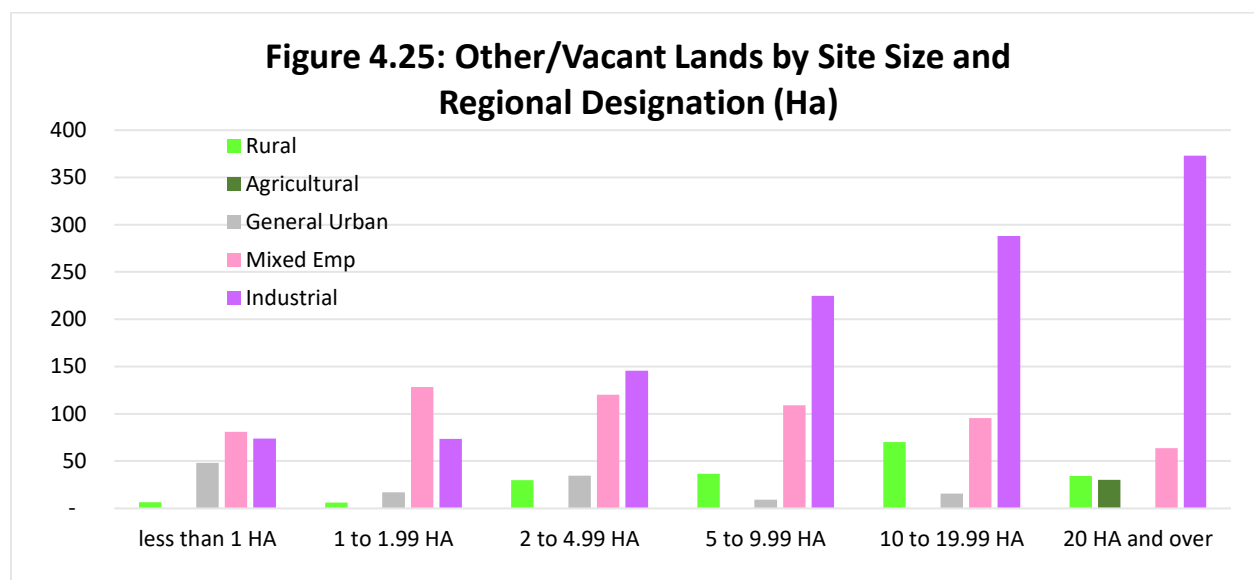 Figure 4.25: Other/Vacant Lands by Site Size and
Regional Designation (Ha)
400
350
300
250
200
150
100
50
-
Rural
Agricultural
General Urban
Mixed Emp
Industrial
less than 1 HA
1 to 1.99 HA
2 to 4.99 HA
5 to 9.99 HA
10 to 19.99 HA
20 HA and over